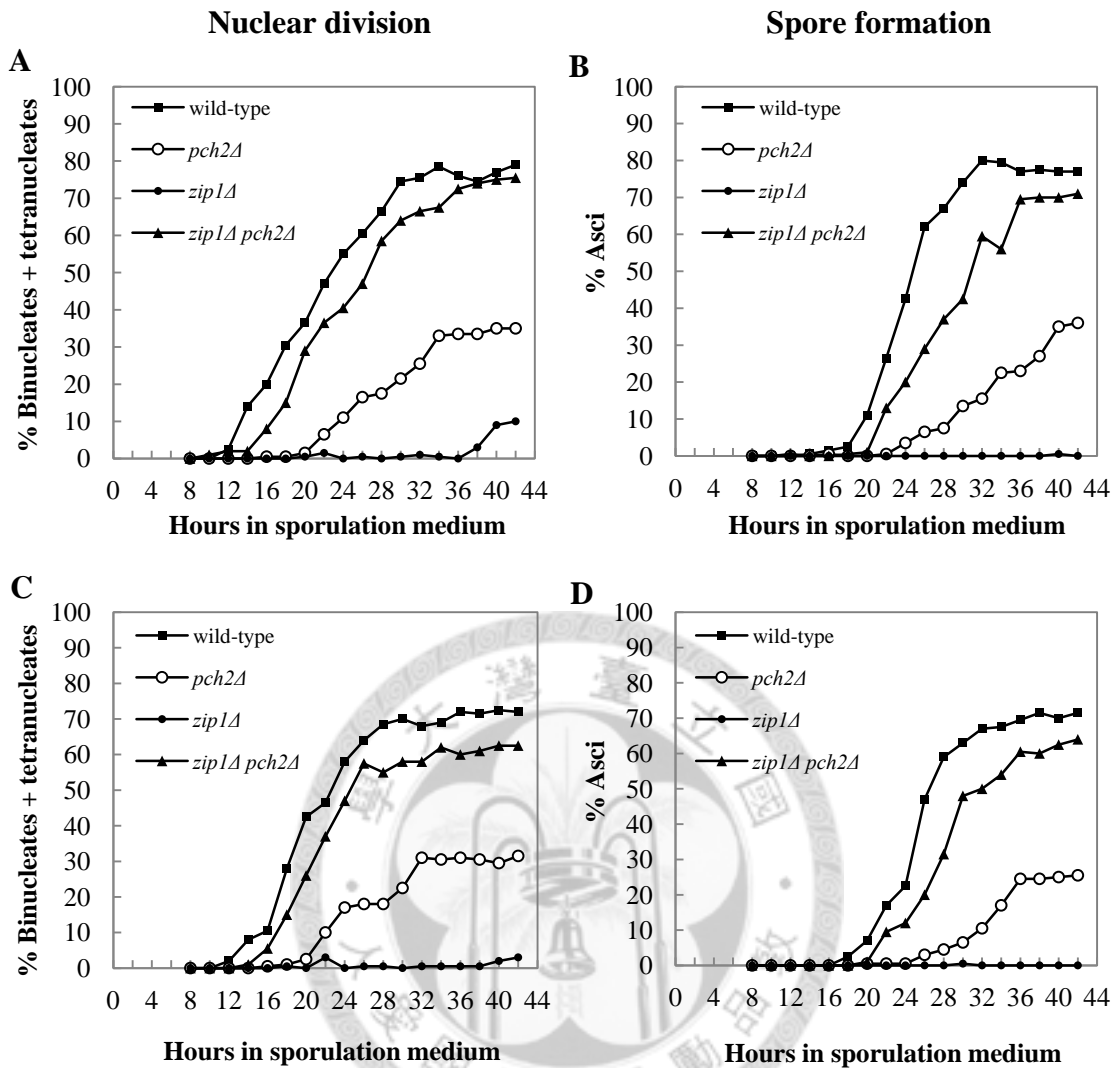 Nuclear division
Spore formation
A
% Binucleates + tetranucleates
100
90
80
70
60
50
40
30
20
10
0
wild-type
pch2Δ
zip1Δ
zip1Δ pch2Δ
0 4 8 12 16 20 24 28 32 36 40 44
Hours in sporulation medium
B
% Asci
100
90
80
70
60
50
40
30
20
10
0
wild-type
pch2Δ
zip1Δ
zip1Δ pch2Δ
0 4 8 12 16 20 24 28 32 36 40 44
Hours in sporulation medium
C
% Binucleates + tetranucleates
100
90
80
70
60
50
40
30
20
10
0
wild-type
pch2Δ
zip1Δ
zip1Δ pch2Δ
0 4 8 12 16 20 24 28 32 36 40 44
Hours in sporulation medium
D
% Asci
100
90
80
70
60
50
40
30
20
10
0
wild-type
pch2Δ
zip1Δ
zip1Δ pch2Δ
0 4 8 12 16 20 24 28 32 36 40 44
Hours in sporulation medium